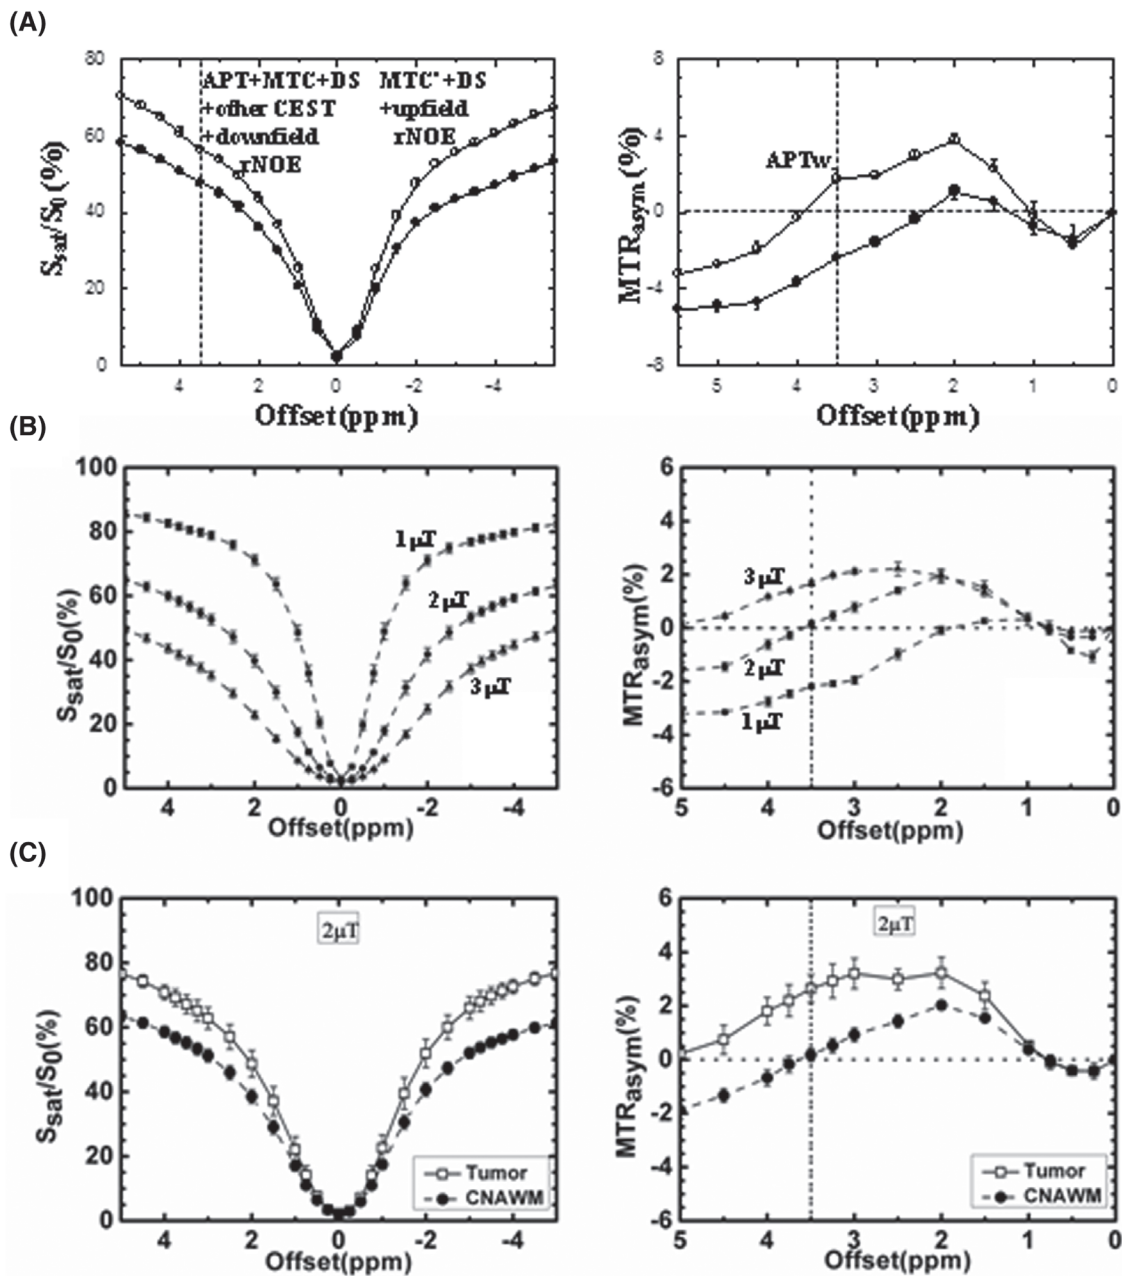 (A)
80
60
40
20
0
4
2
0
-2
-4
Ssat/S0 (%)
Offset(ppm)
APT+MTC+DS
+other CEST
+downfield
rNOE
MTC'+DS
+upfield
rNOE
8
4
0
-4
-8
5
4
3
2
1
0
MTRasym (%)
Offset(ppm)
APTw
(B)
100
80
60
40
20
0
4
2
0
-2
-4
Ssat/S0(%)
Offset(ppm)
1μT
2μT
3μT
6
4
2
0
-2
-4
-6
5
4
3
2
1
0
MTRasym(%)
Offset(ppm)
3μT
2μT
1μT
(C)
100
80
60
40
20
0
4
2
0
-2
-4
Ssat/S0(%)
Offset(ppm)
2μT
Tumor
CNAWM
6
4
2
0
-2
-4
-6
5
4
3
2
1
0
MTRasym(%)
Offset(ppm)
2μT
Tumor
CNAWM